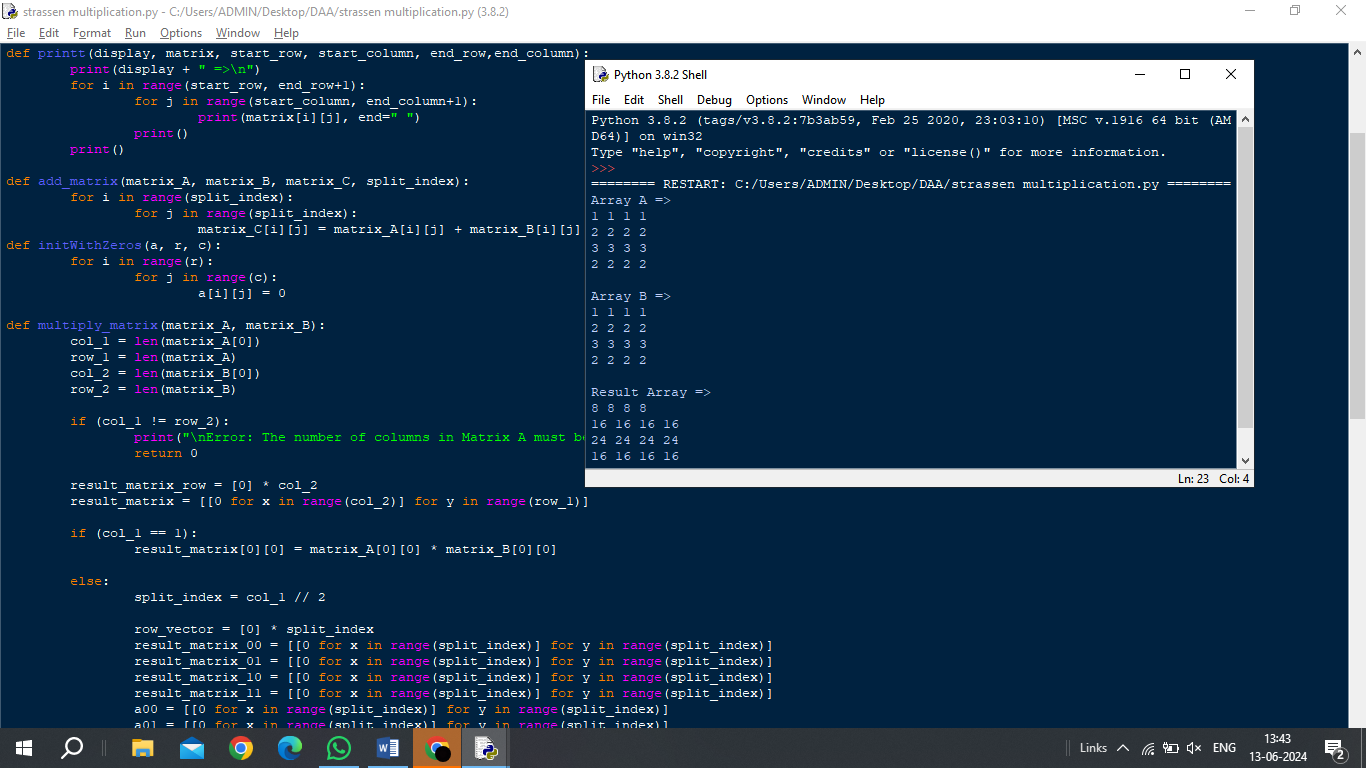 strassen multiplication.py - C:/Users/ADMIN/Desktop/DAA/strassen multiplication.py (3.8.2)
File Edit Format Run Options Window Help
def printt(display, matrix, start_row, start_column, end_row,end_column):
print(display + " =>\n")
for i in range(start_row, end_row+1):
for j in range(start_column, end_column+1):
print(matrix[i][j], end=" ")
print()
print()
def add_matrix(matrix_A, matrix_B, matrix_C, split_index):
for i in range(split_index):
for j in range(split_index):
matrix_C[i][j] = matrix_A[i][j] + matrix_B[i][j]
def initWithZeros(a, r, c):
for i in range(r):
for j in range(c):
a[i][j] = 0
def multiply_matrix(matrix_A, matrix_B):
col_1 = len(matrix_A[0])
row_1 = len(matrix_A)
col_2 = len(matrix_B[0])
row_2 = len(matrix_B)
if (col_1 != row_2):
print("\nError: The number of columns in Matrix A must be
return 0
result_matrix_row = [0] * col_2
result_matrix = [[0 for x in range(col_2)] for y in range(row_1)]
if (col_1 == 1):
result_matrix[0][0] = matrix_A[0][0] * matrix_B[0][0]
else:
split_index = col_1 // 2
row_vector = [0] * split_index
result_matrix_00 = [[0 for x in range(split_index)] for y in range(split_index)]
result_matrix_01 = [[0 for x in range(split_index)] for y in range(split_index)]
result_matrix_10 = [[0 for x in range(split_index)] for y in range(split_index)]
result_matrix_11 = [[0 for x in range(split_index)] for y in range(split_index)]
a00 = [[0 for x in range(split_index)] for y in range(split_index)]
a01 = [[0 for x in range(split_index)] for y in range(split_index)]
Python 3.8.2 Shell
File Edit Shell Debug Options Window Help
Python 3.8.2 (tags/v3.8.2:7b3ab59, Feb 25 2020, 23:03:10) [MSC v.1916 64 bit (AM
D64)] on win32
Type "help", "copyright", "credits" or "license()" for more information.
>>>
======== RESTART: C:/Users/ADMIN/Desktop/DAA/strassen multiplication.py ========
Array A =>
1 1 1 1
2 2 2 2
3 3 3 3
2 2 2 2
Array B =>
1 1 1 1
2 2 2 2
3 3 3 3
2 2 2 2
Result Array =>
8 8 8 8
16 16 16 16
24 24 24 24
16 16 16 16
Ln: 23 Col: 4
Links ENG 13:43
13-06-2024
2